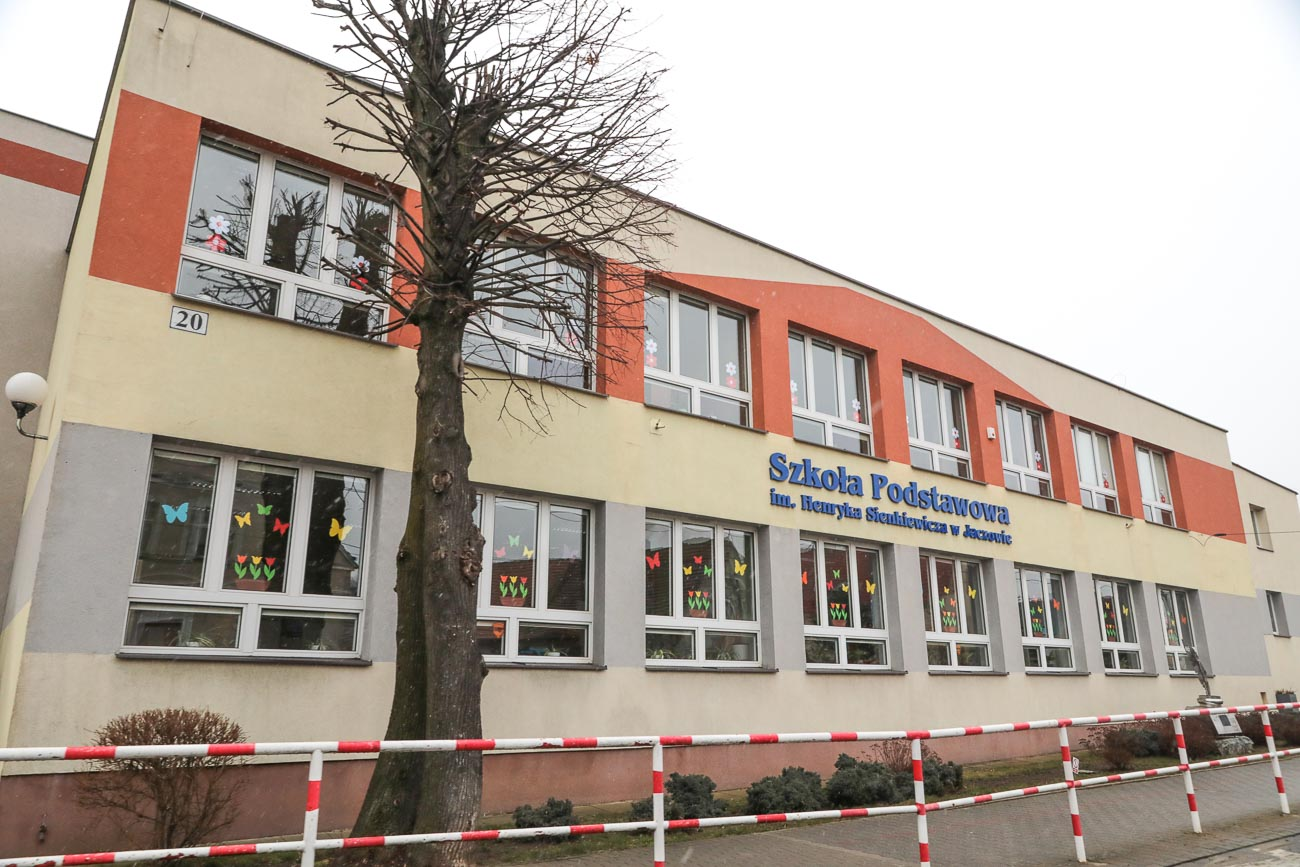 20
Szkoła Podstawowa
im. Henryka Sienkiewicza w Jaczowie